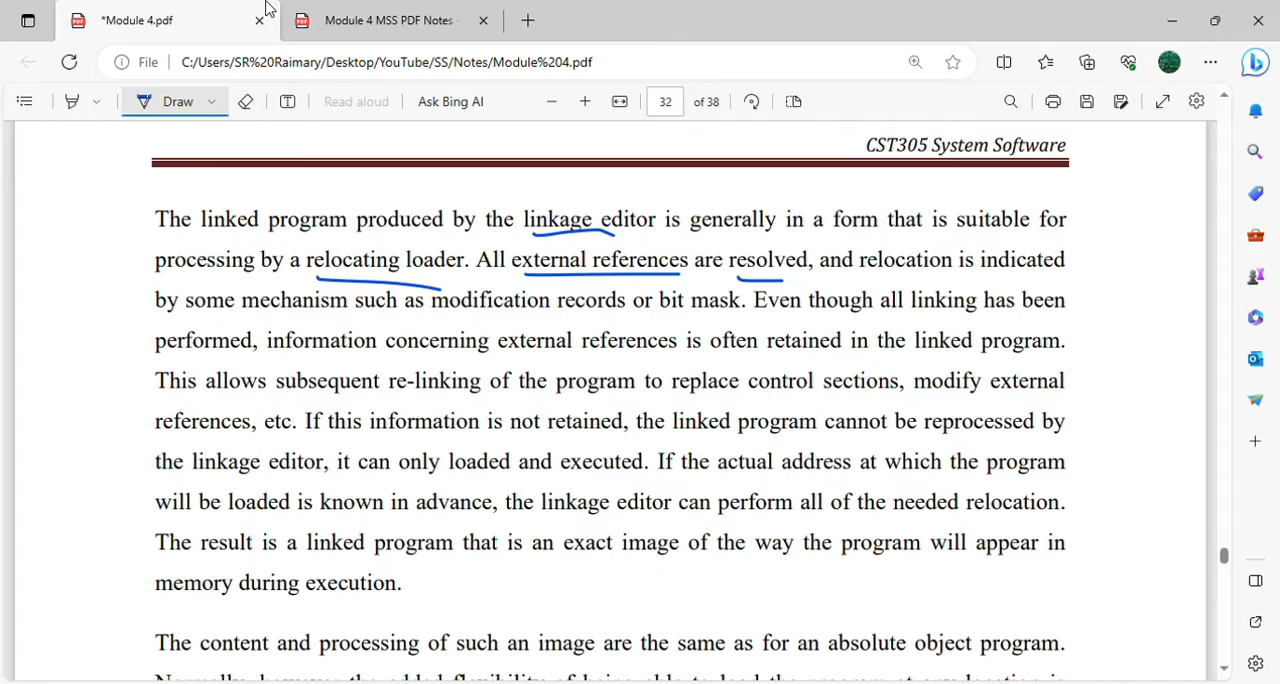 *Module 4.pdf
Module 4 MSS PDF Notes
File
C:/Users/SR%20Raimary/Desktop/YouTube/SS/Notes/Module%204.pdf
Draw
Read aloud
Ask Bing AI
32 of 38
CST305 System Software
The linked program produced by the linkage editor is generally in a form that is suitable for
processing by a relocating loader. All external references are resolved, and relocation is indicated
by some mechanism such as modification records or bit mask. Even though all linking has been
performed, information concerning external references is often retained in the linked program.
This allows subsequent re-linking of the program to replace control sections, modify external
references, etc. If this information is not retained, the linked program cannot be reprocessed by
the linkage editor, it can only loaded and executed. If the actual address at which the program
will be loaded is known in advance, the linkage editor can perform all of the needed relocation.
The result is a linked program that is an exact image of the way the program will appear in
memory during execution.
The content and processing of such an image are the same as for an absolute object program.